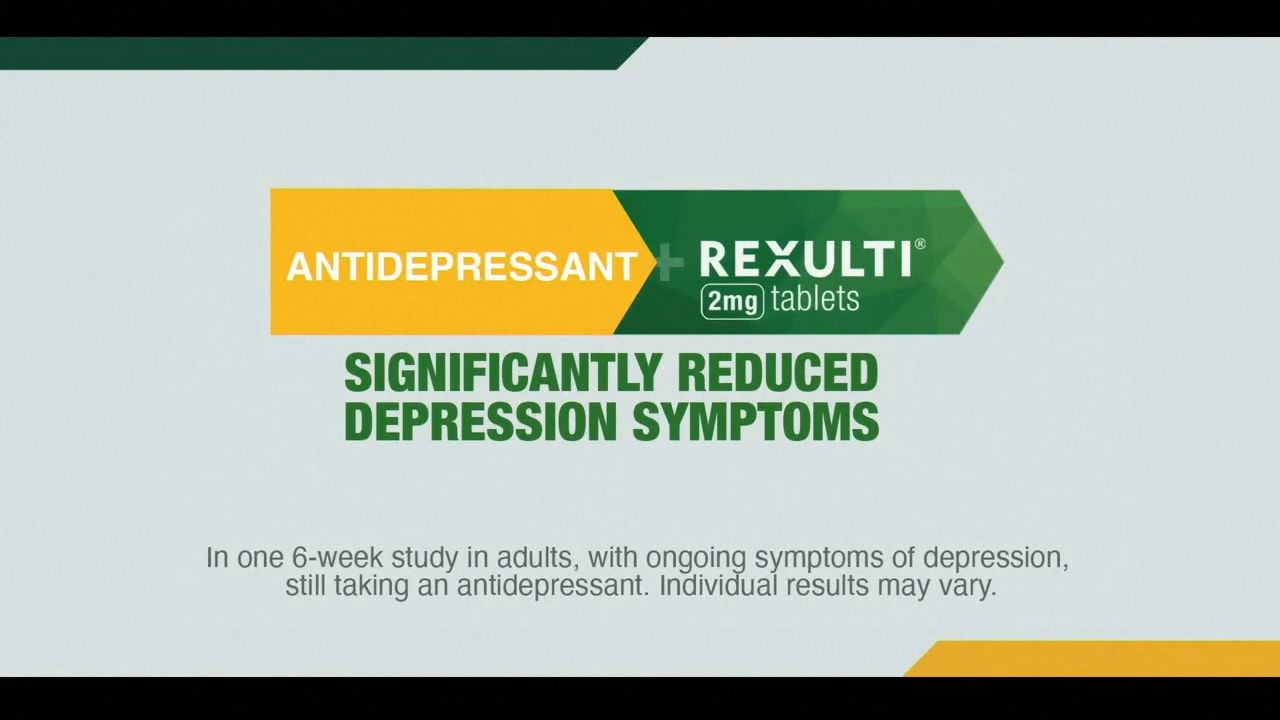 ANTIDEPRESSANT + REXULTI®
2mg tablets
SIGNIFICANTLY REDUCED
DEPRESSION SYMPTOMS
In one 6-week study in adults, with ongoing symptoms of depression,
still taking an antidepressant. Individual results may vary.